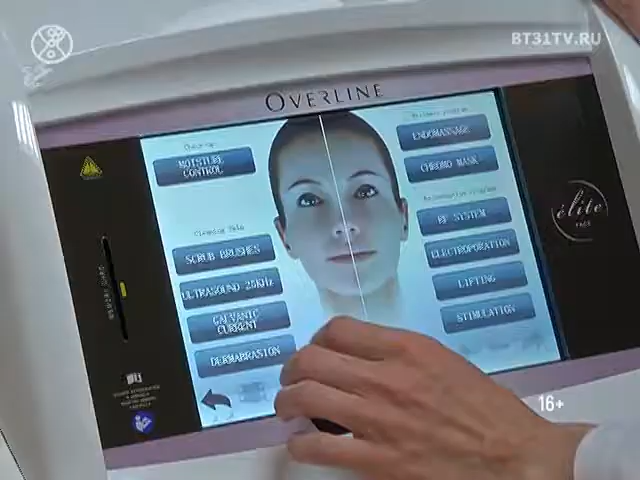 BT31TV.RU
OVERLINE
MOISTURE
CONTROL
SCRUB BRUSHES
ULTRASOUND 25KHz
GALVANIC
CURRENT
DERMABRASION
ENDOMASSAGE
CHROMO MASK
RF SYSTEM
ELECTROPORATION
LIFTING
STIMULATION
élite
FACE
16+